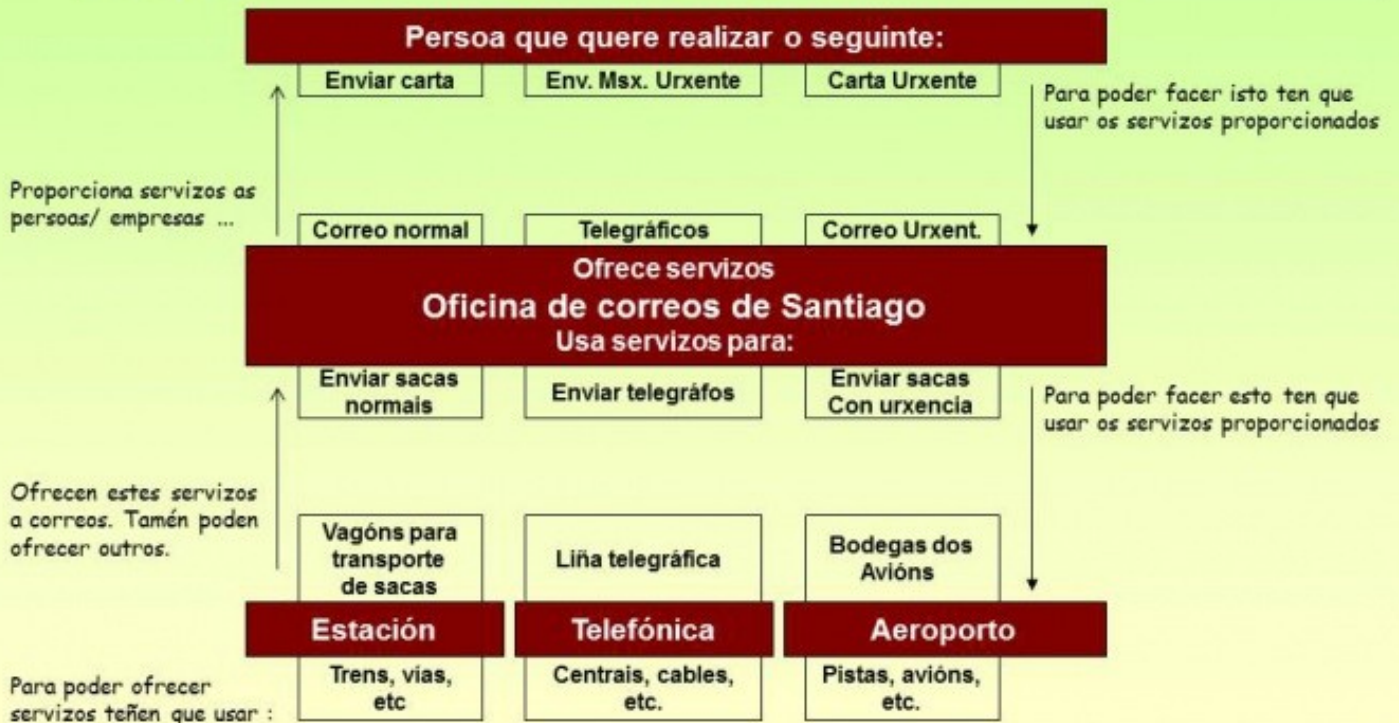 Persoa que quere realizar o seguinte:
Enviar carta
Env. Msx. Urxente
Carta Urxente
Para poder facer isto ten que
usar os servizos proporcionados
Proporciona servizos as
persoas/ empresas ...
Correo normal
Telegráficos
Correo Urxent.
Ofrece servizos
Oficina de correos de Santiago
Usa servizos para:
Enviar sacas
normais
Enviar telegráfos
Enviar sacas
Con urxencia
Para poder facer esto ten que
usar os servizos proporcionados
Ofrecen estes servizos
a correos. Tamén poden
ofrecer outros.
Vagóns para
transporte
de sacas
Liña telegráfica
Bodegas dos
Avións
Estación
Telefónica
Aeroporto
Para poder ofrecer
servizos teñen que usar :
Trens, vías,
etc
Centrais, cables,
etc.
Pistas, avións,
etc.